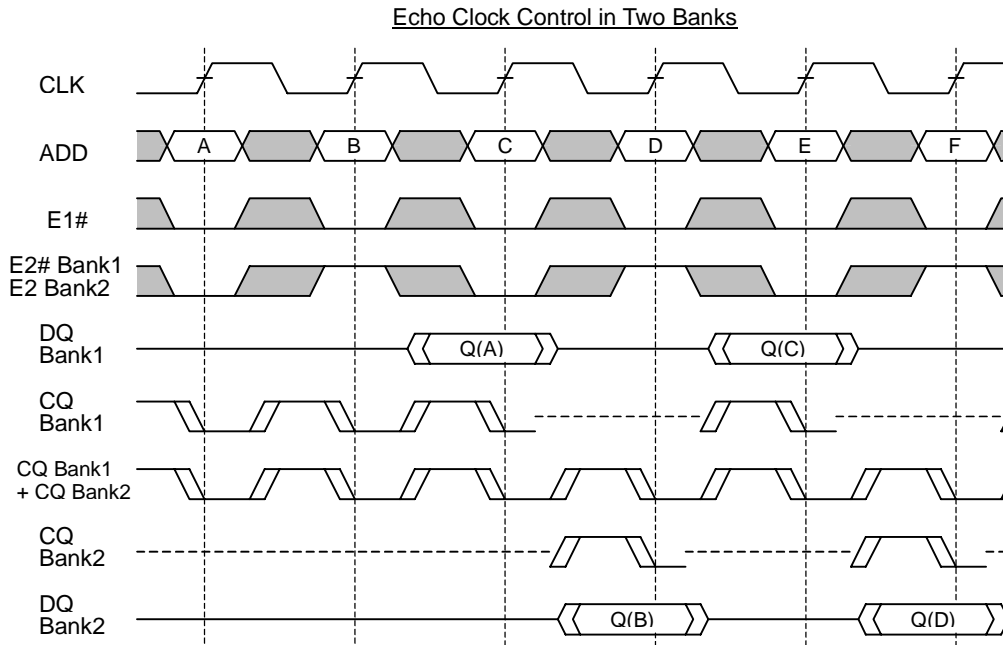 Echo Clock Control in Two Banks
CLK
ADD
A B C D E F
E1#
E2# Bank1
E2 Bank2
DQ
Bank1
Q(A) Q(C)
CQ
Bank1
CQ Bank1
+ CQ Bank2
CQ
Bank2
DQ
Bank2
Q(B) Q(D)